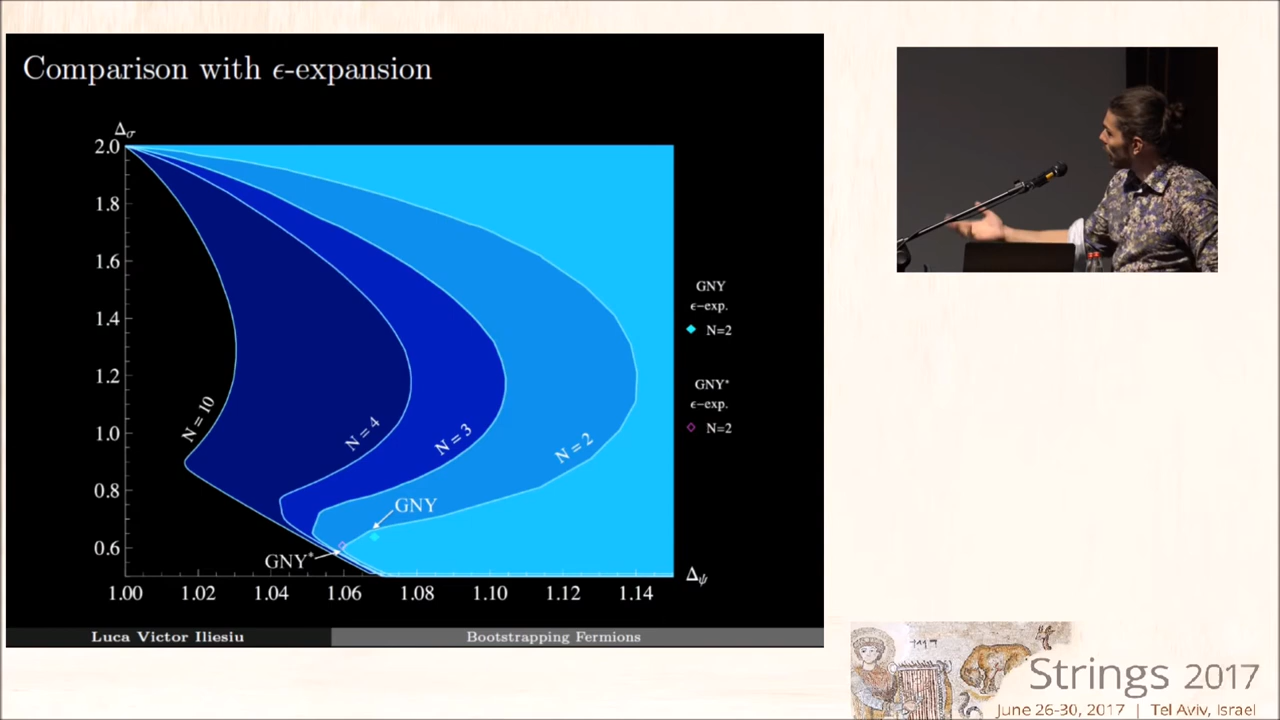 Comparison with ϵ-expansion
Δσ
2.0
1.8
1.6
1.4
1.2
1.0
0.8
0.6
1.00
1.02
1.04
1.06
1.08
1.10
1.12
1.14
Δψ
N = 10
N = 4
N = 3
N = 2
GNY
GNY*
GNY
ϵ−exp.
N=2
GNY*
ϵ−exp.
N=2
Luca Victor Iliesiu
Bootstrapping Fermions
Strings 2017
June 26-30, 2017 | Tel Aviv, Israel